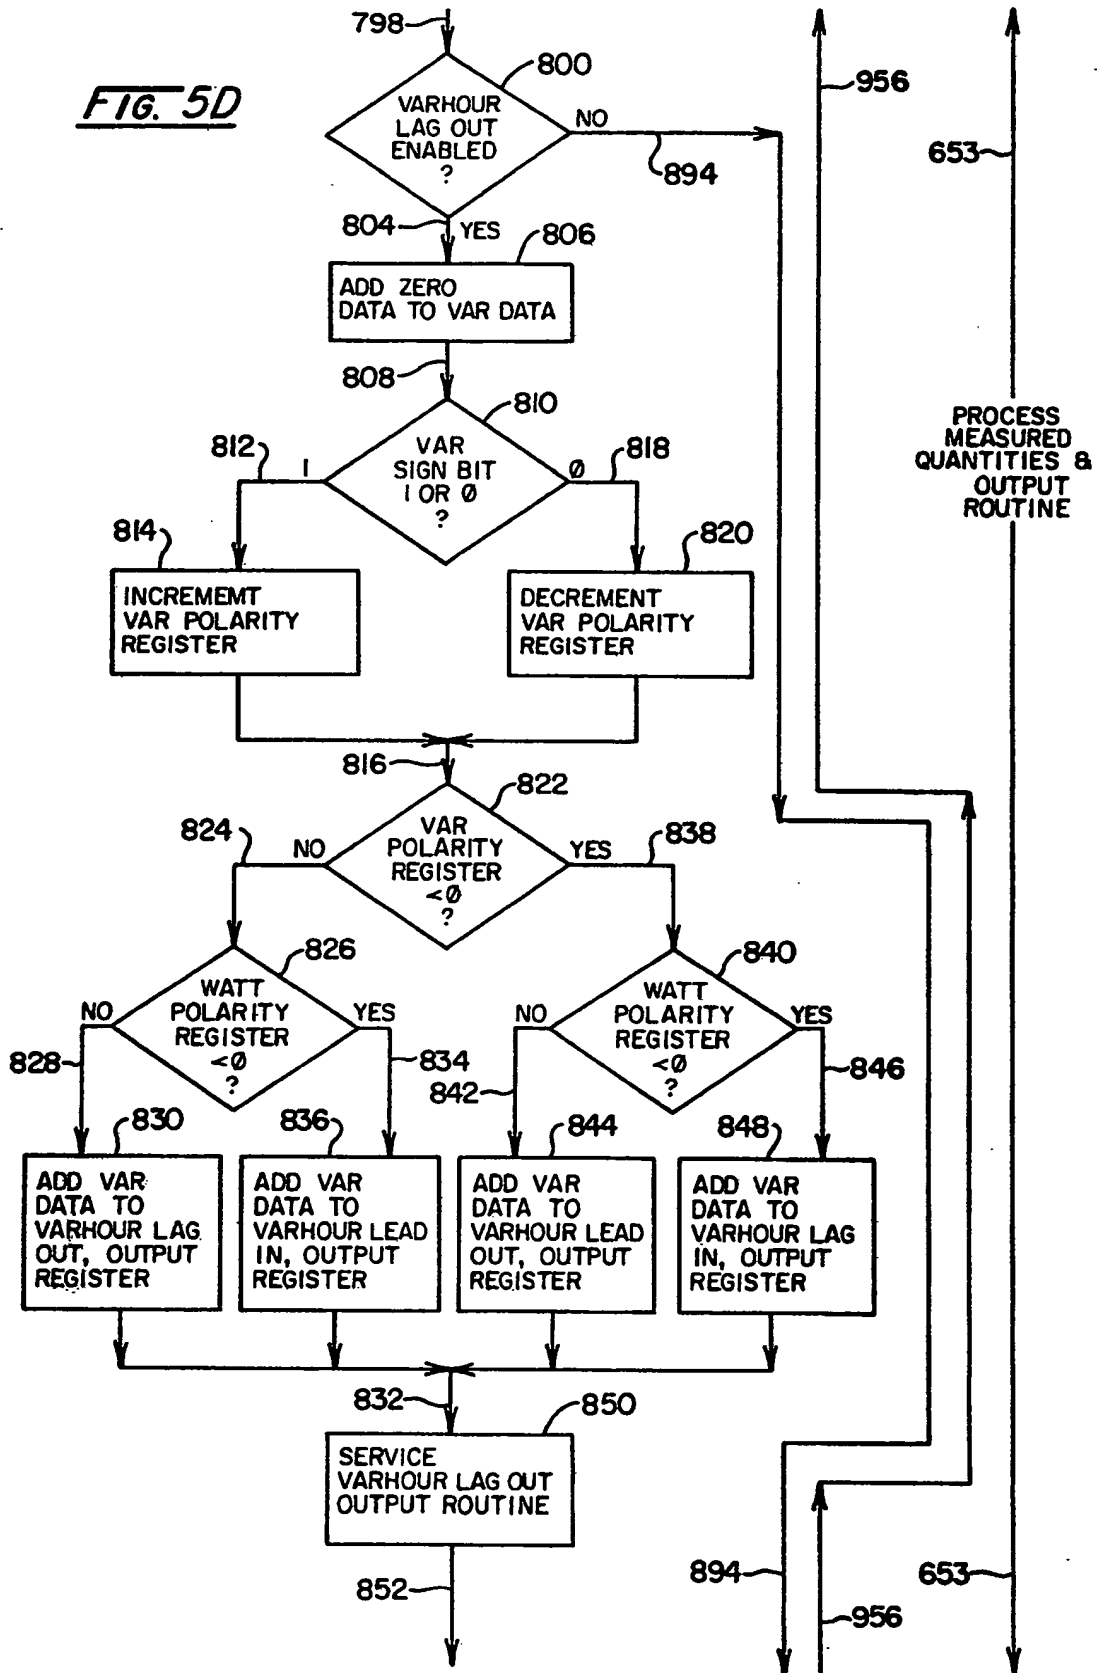 798
FIG. 5D
800
956
VARHOUR
LAG OUT
ENABLED
?
NO
894
653
804
YES
806
ADD ZERO
DATA TO VAR DATA
808
810
PROCESS
MEASURED
QUANTITIES &
OUTPUT
ROUTINE
812
1
VAR
SIGN BIT
1 OR Ø
?
Ø
818
814
820
INCREMEMT
VAR POLARITY
REGISTER
DECREMENT
VAR POLARITY
REGISTER
816
822
824
NO
VAR
POLARITY
REGISTER
<Ø
?
YES
838
826
840
NO
WATT
POLARITY
REGISTER
<Ø
?
YES
NO
WATT
POLARITY
REGISTER
<Ø
?
YES
828
834
842
846
830
836
844
848
ADD VAR
DATA TO
VARHOUR LAG
OUT, OUTPUT
REGISTER
ADD VAR
DATA TO
VARHOUR LEAD
IN, OUTPUT
REGISTER
ADD VAR
DATA TO
VARHOUR LEAD
OUT, OUTPUT
REGISTER
ADD VAR
DATA TO
VARHOUR LAG
IN, OUTPUT
REGISTER
832
850
SERVICE
VARHOUR LAG OUT
OUTPUT ROUTINE
852
894
653
956